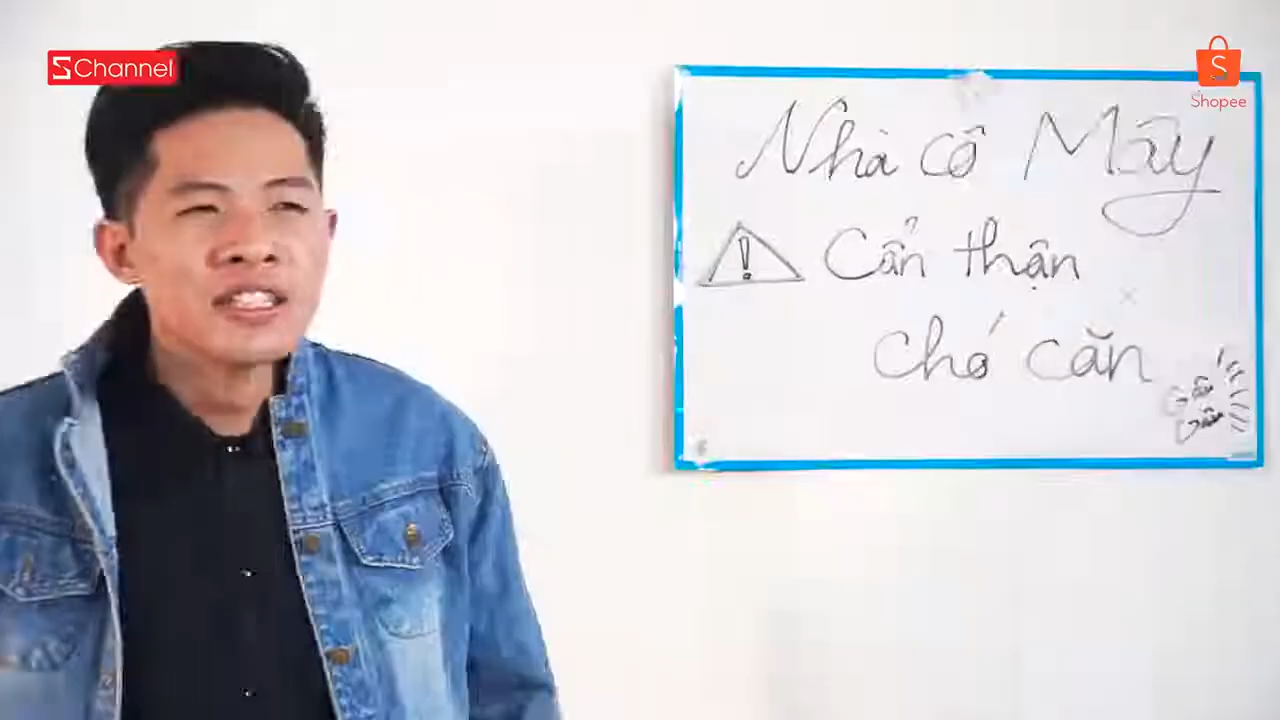 SChannel
Shopee
Nhà cô Mây
! Cẩn thận
chó căn